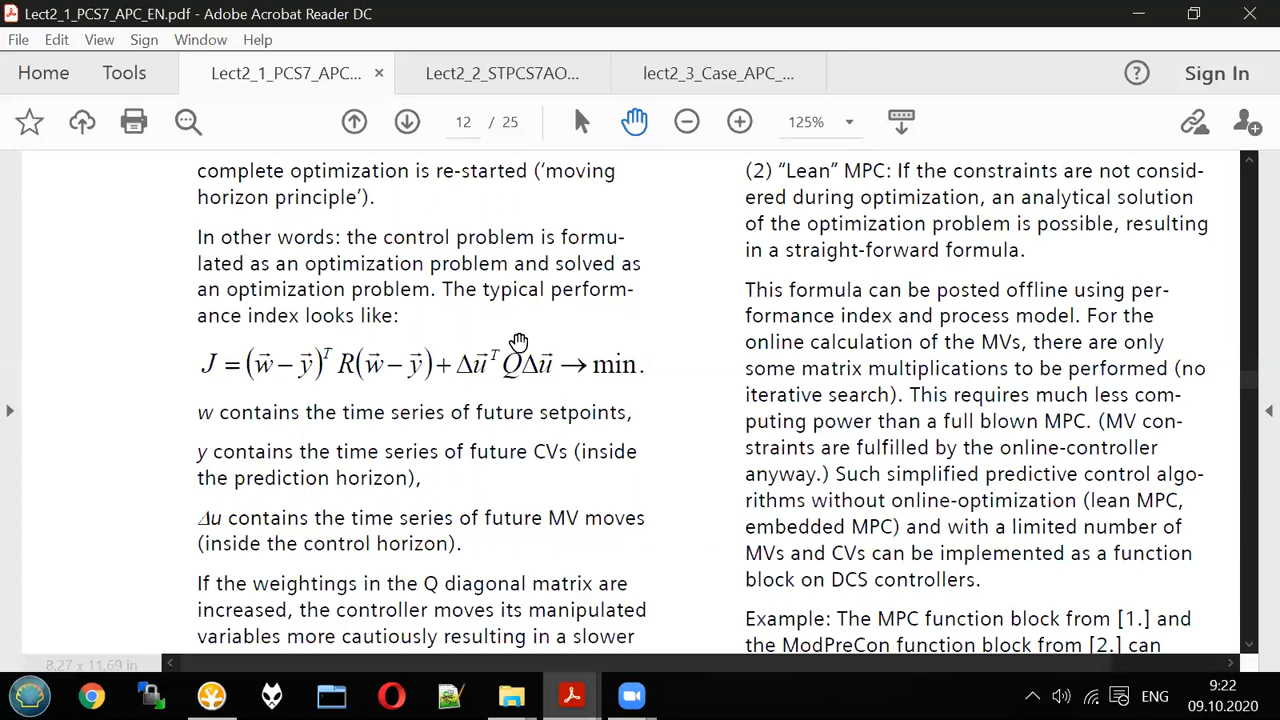 Lect2_1_PCS7_APC_EN.pdf - Adobe Acrobat Reader DC
File Edit View Sign Window Help
Home Tools Lect2_1_PCS7_APC... × Lect2_2_STPCS7AO... lect2_3_Case_APC_... ? Sign In
12 / 25 125%
complete optimization is re-started (‘moving
horizon principle’).
In other words: the control problem is formu-
lated as an optimization problem and solved as
an optimization problem. The typical perform-
ance index looks like:
J = (w⃗ − y⃗)ᵀ R(w⃗ − y⃗) + Δu⃗ ᵀ QΔu⃗ → min.
w contains the time series of future setpoints,
y contains the time series of future CVs (inside
the prediction horizon),
Δu contains the time series of future MV moves
(inside the control horizon).
If the weightings in the Q diagonal matrix are
increased, the controller moves its manipulated
variables more cautiously resulting in a slower
(2) “Lean” MPC: If the constraints are not consid-
ered during optimization, an analytical solution
of the optimization problem is possible, resulting
in a straight-forward formula.
This formula can be posted offline using per-
formance index and process model. For the
online calculation of the MVs, there are only
some matrix multiplications to be performed (no
iterative search). This requires much less com-
puting power than a full blown MPC. (MV con-
straints are fulfilled by the online-controller
anyway.) Such simplified predictive control algo-
rithms without online-optimization (lean MPC,
embedded MPC) and with a limited number of
MVs and CVs can be implemented as a function
block on DCS controllers.
Example: The MPC function block from [1.] and
the ModPreCon function block from [2.] can
8,27 x 11,69 in
ENG
9:22
09.10.2020